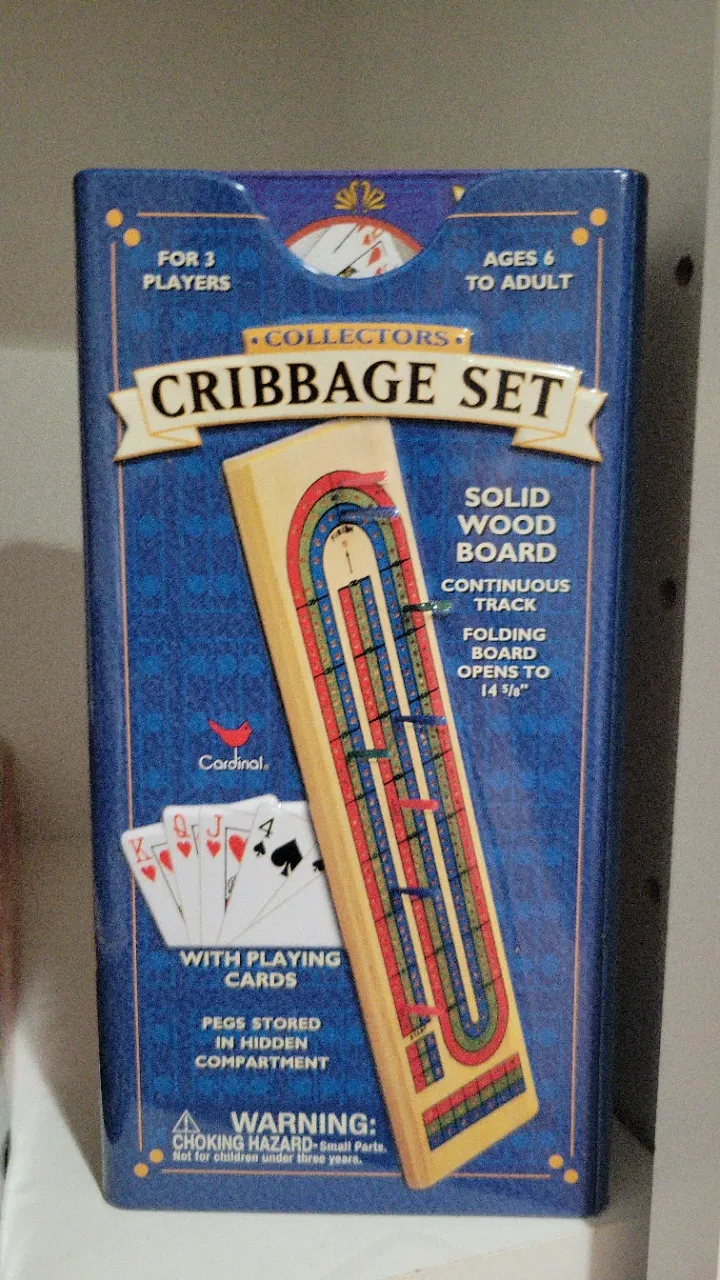 FOR 3
PLAYERS
AGES 6
TO ADULT
COLLECTORS
CRIBBAGE SET
SOLID
WOOD
BOARD
CONTINUOUS
TRACK
FOLDING
BOARD
OPENS TO
14 5/8"
Cardinal®
K Q J 4
WITH PLAYING
CARDS
PEGS STORED
IN HIDDEN
COMPARTMENT
WARNING:
CHOKING HAZARD-Small Parts.
Not for children under three years.